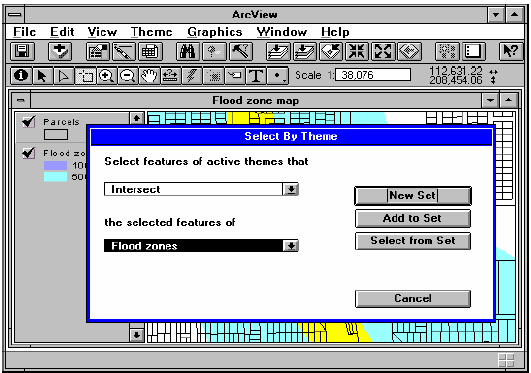 ArcView
File Edit View Theme Graphics Window Help
Scale 1: 38,076
112,631.22
208,454.06
Flood zone map
Parcels
Flood zo
100
500
Select By Theme
Select features of active themes that
Intersect
the selected features of
Flood zones
New Set
Add to Set
Select from Set
Cancel